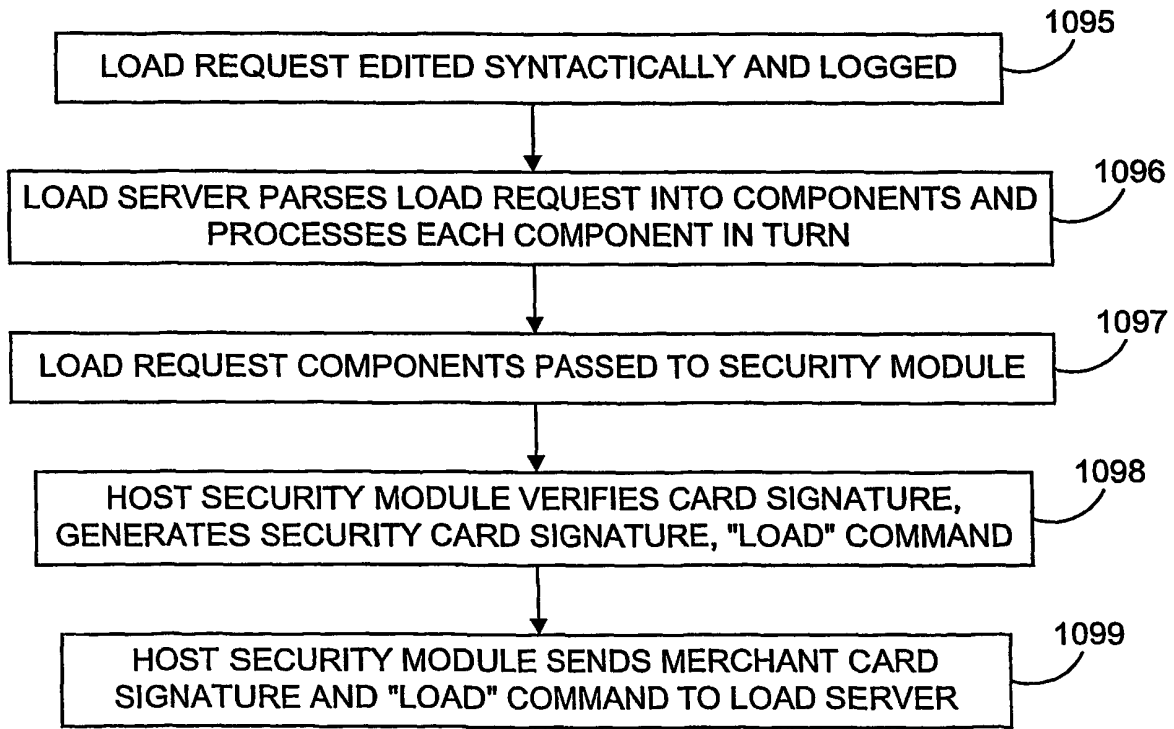 1095
LOAD REQUEST EDITED SYNTACTICALLY AND LOGGED
1096
LOAD SERVER PARSES LOAD REQUEST INTO COMPONENTS AND
PROCESSES EACH COMPONENT IN TURN
1097
LOAD REQUEST COMPONENTS PASSED TO SECURITY MODULE
1098
HOST SECURITY MODULE VERIFIES CARD SIGNATURE,
GENERATES SECURITY CARD SIGNATURE, "LOAD" COMMAND
1099
HOST SECURITY MODULE SENDS MERCHANT CARD
SIGNATURE AND "LOAD" COMMAND TO LOAD SERVER